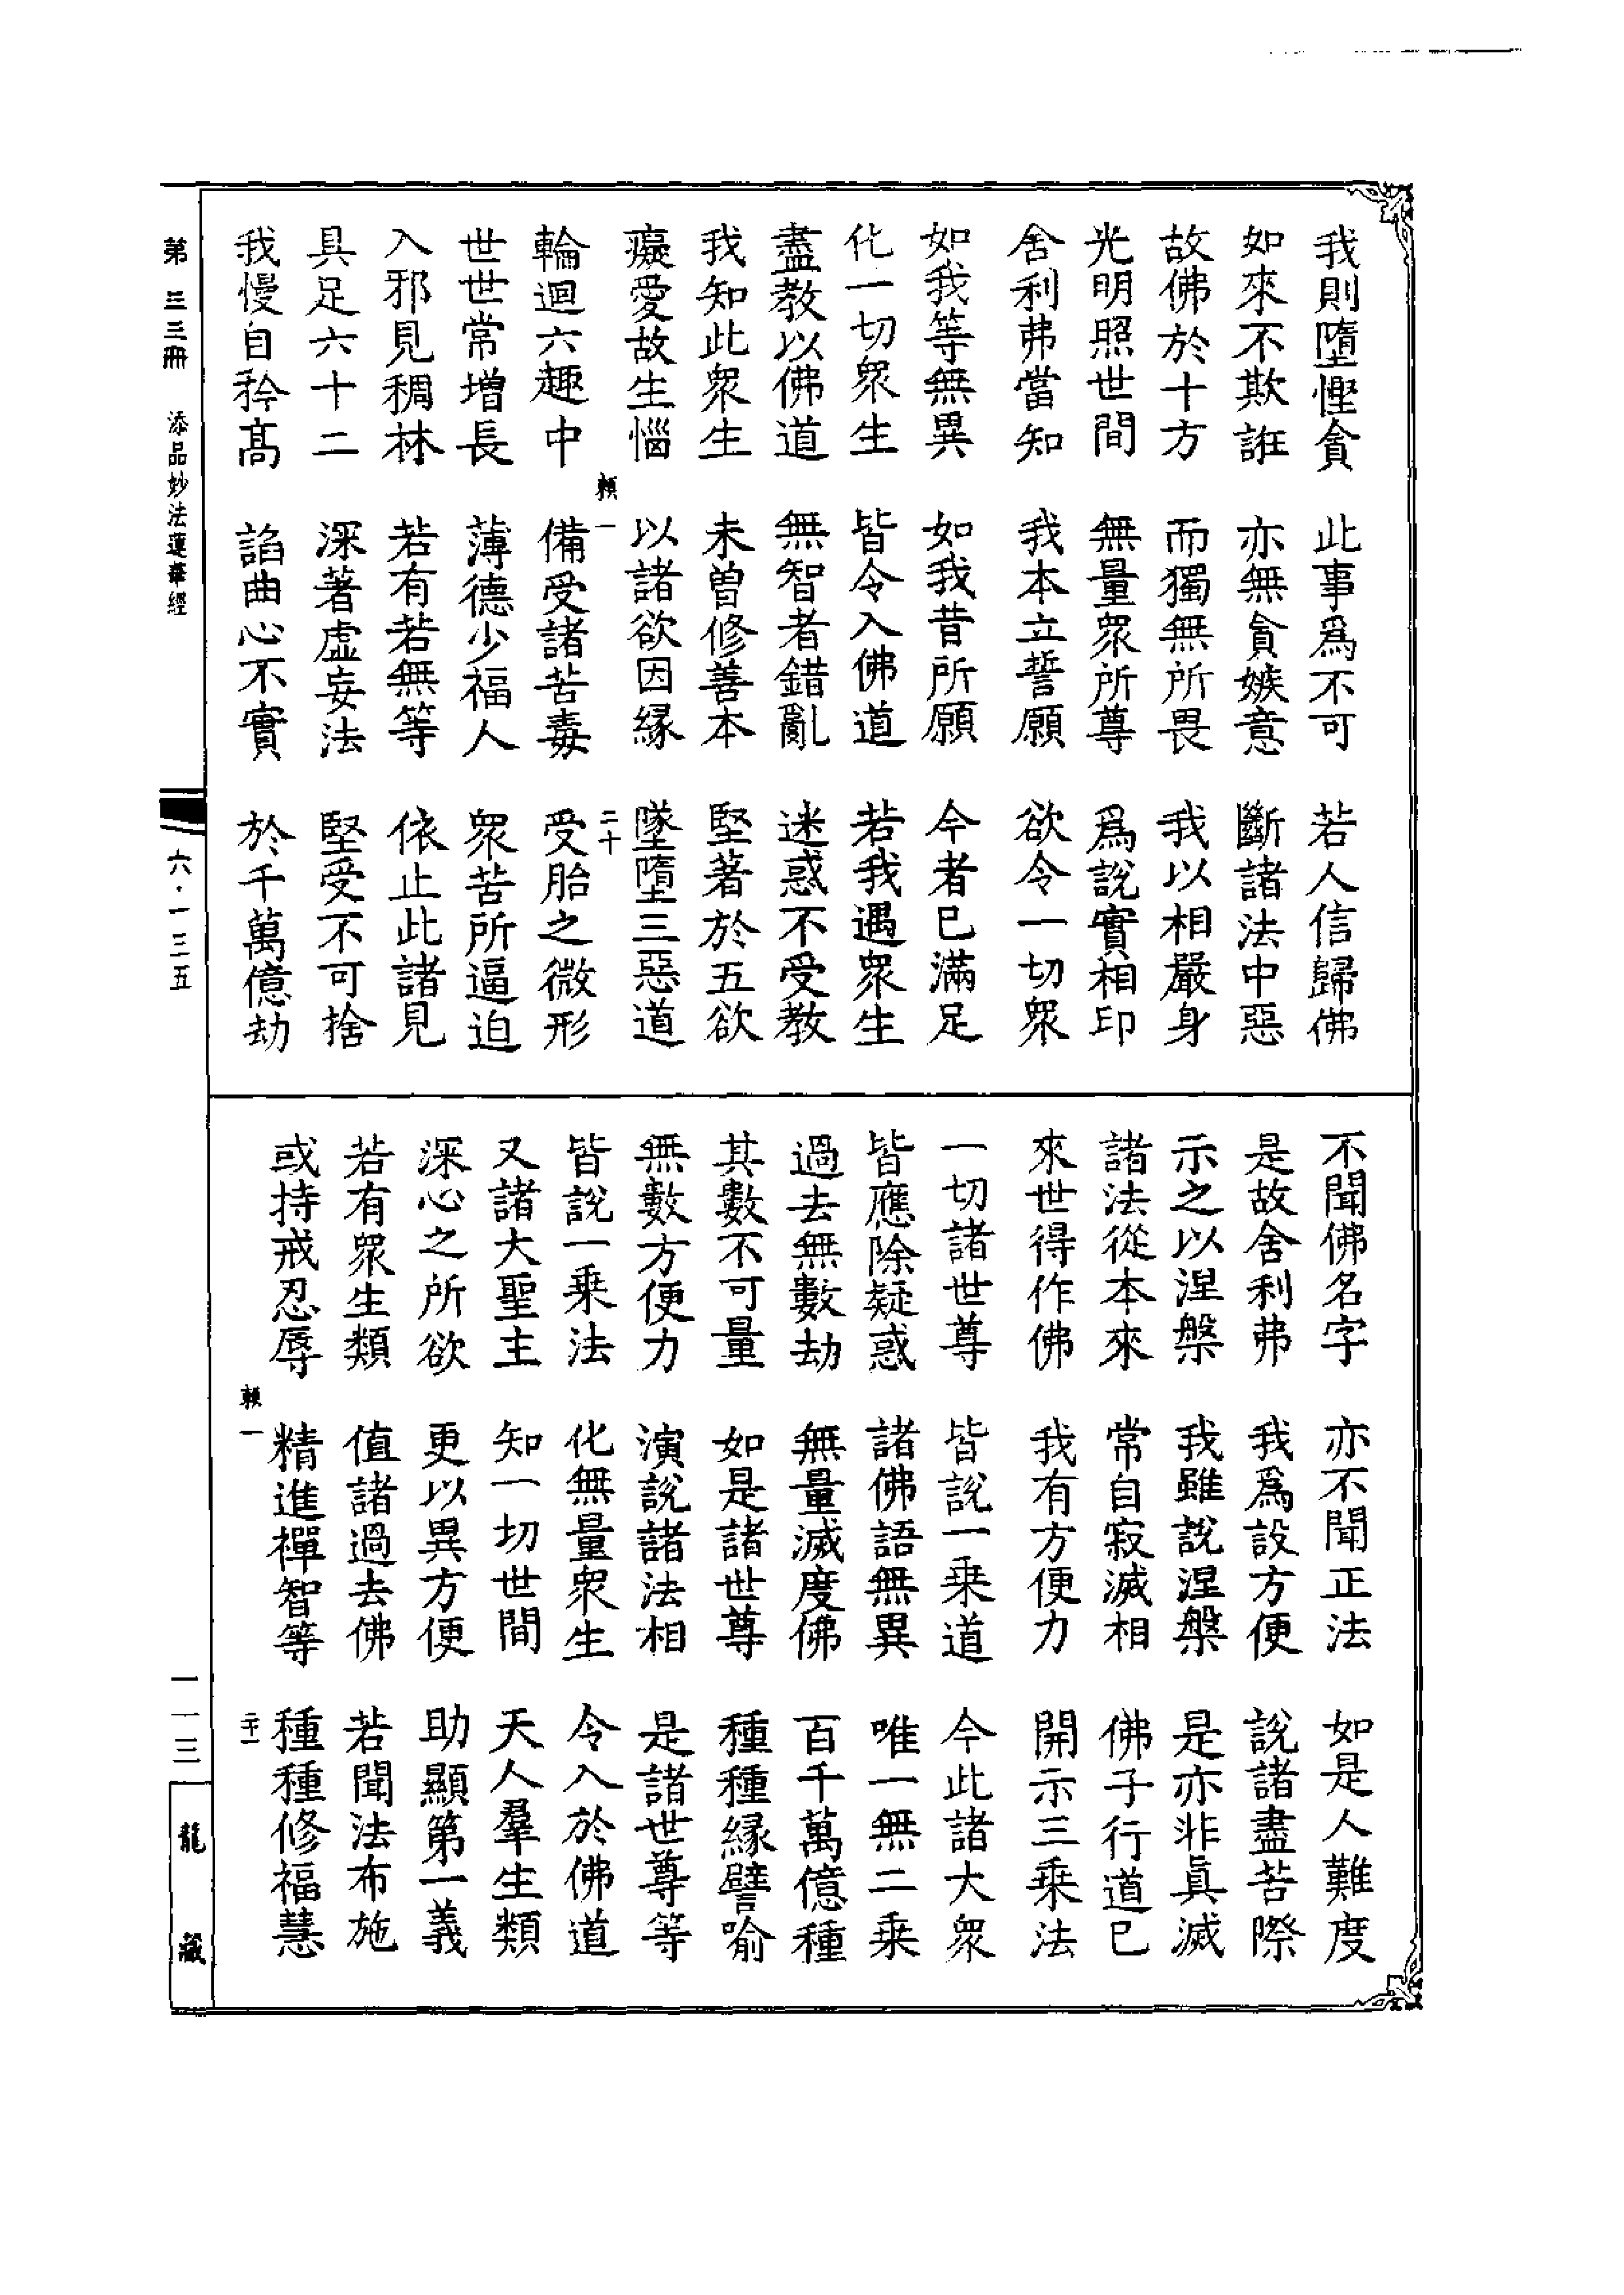 我則墮慳貪　此事爲不可　若人信歸佛
如來不欺誑　亦無貪嫉意　斷諸法中惡
故佛於十方　而獨無所畏　我以相嚴身
光明照世間　無量衆所尊　爲說實相印
舍利弗當知　我本立誓願　欲令一切衆
如我等無異　如我昔所願　今者已滿足
化一切衆生　皆令入佛道　若我遇衆生
盡教以佛道　無智者錯亂　迷惑不受教
我知此衆生　未曾修善本　堅著於五欲
癡愛故生惱　以諸欲因緣　墜墮三惡道
賴一　二十
輪迴六趣中　備受諸苦毒　受胎之微形
世世常增長　薄德少福人　衆苦所逼迫
入邪見稠林　若有若無等　依止此諸見
具足六十二　深著虛妄法　堅受不可捨
我慢自矜高　諂曲心不實　於千萬億劫
不聞佛名字　亦不聞正法　如是人難度
是故舍利弗　我爲設方便　說諸盡苦際
示之以涅槃　我雖說涅槃　是亦非眞滅
諸法從本來　常自寂滅相　佛子行道已
來世得作佛　我有方便力　開示三乘法
一切諸世尊　皆說一乘道　今此諸大衆
皆應除疑惑　諸佛語無異　唯一無二乘
過去無數劫　無量滅度佛　百千萬億種
其數不可量　如是諸世尊　種種緣譬喻
無數方便力　演說諸法相　是諸世尊等
皆說一乘法　化無量衆生　令入於佛道
又諸大聖主　知一切世間　天人羣生類
深心之所欲　更以異方便　助顯第一義
若有衆生類　值諸過去佛　若聞法布施
或持戒忍辱　精進禪智等　種種修福慧
賴一　二十一
第三三冊　添品妙法蓮華經　六·一三五　一一三　龍藏